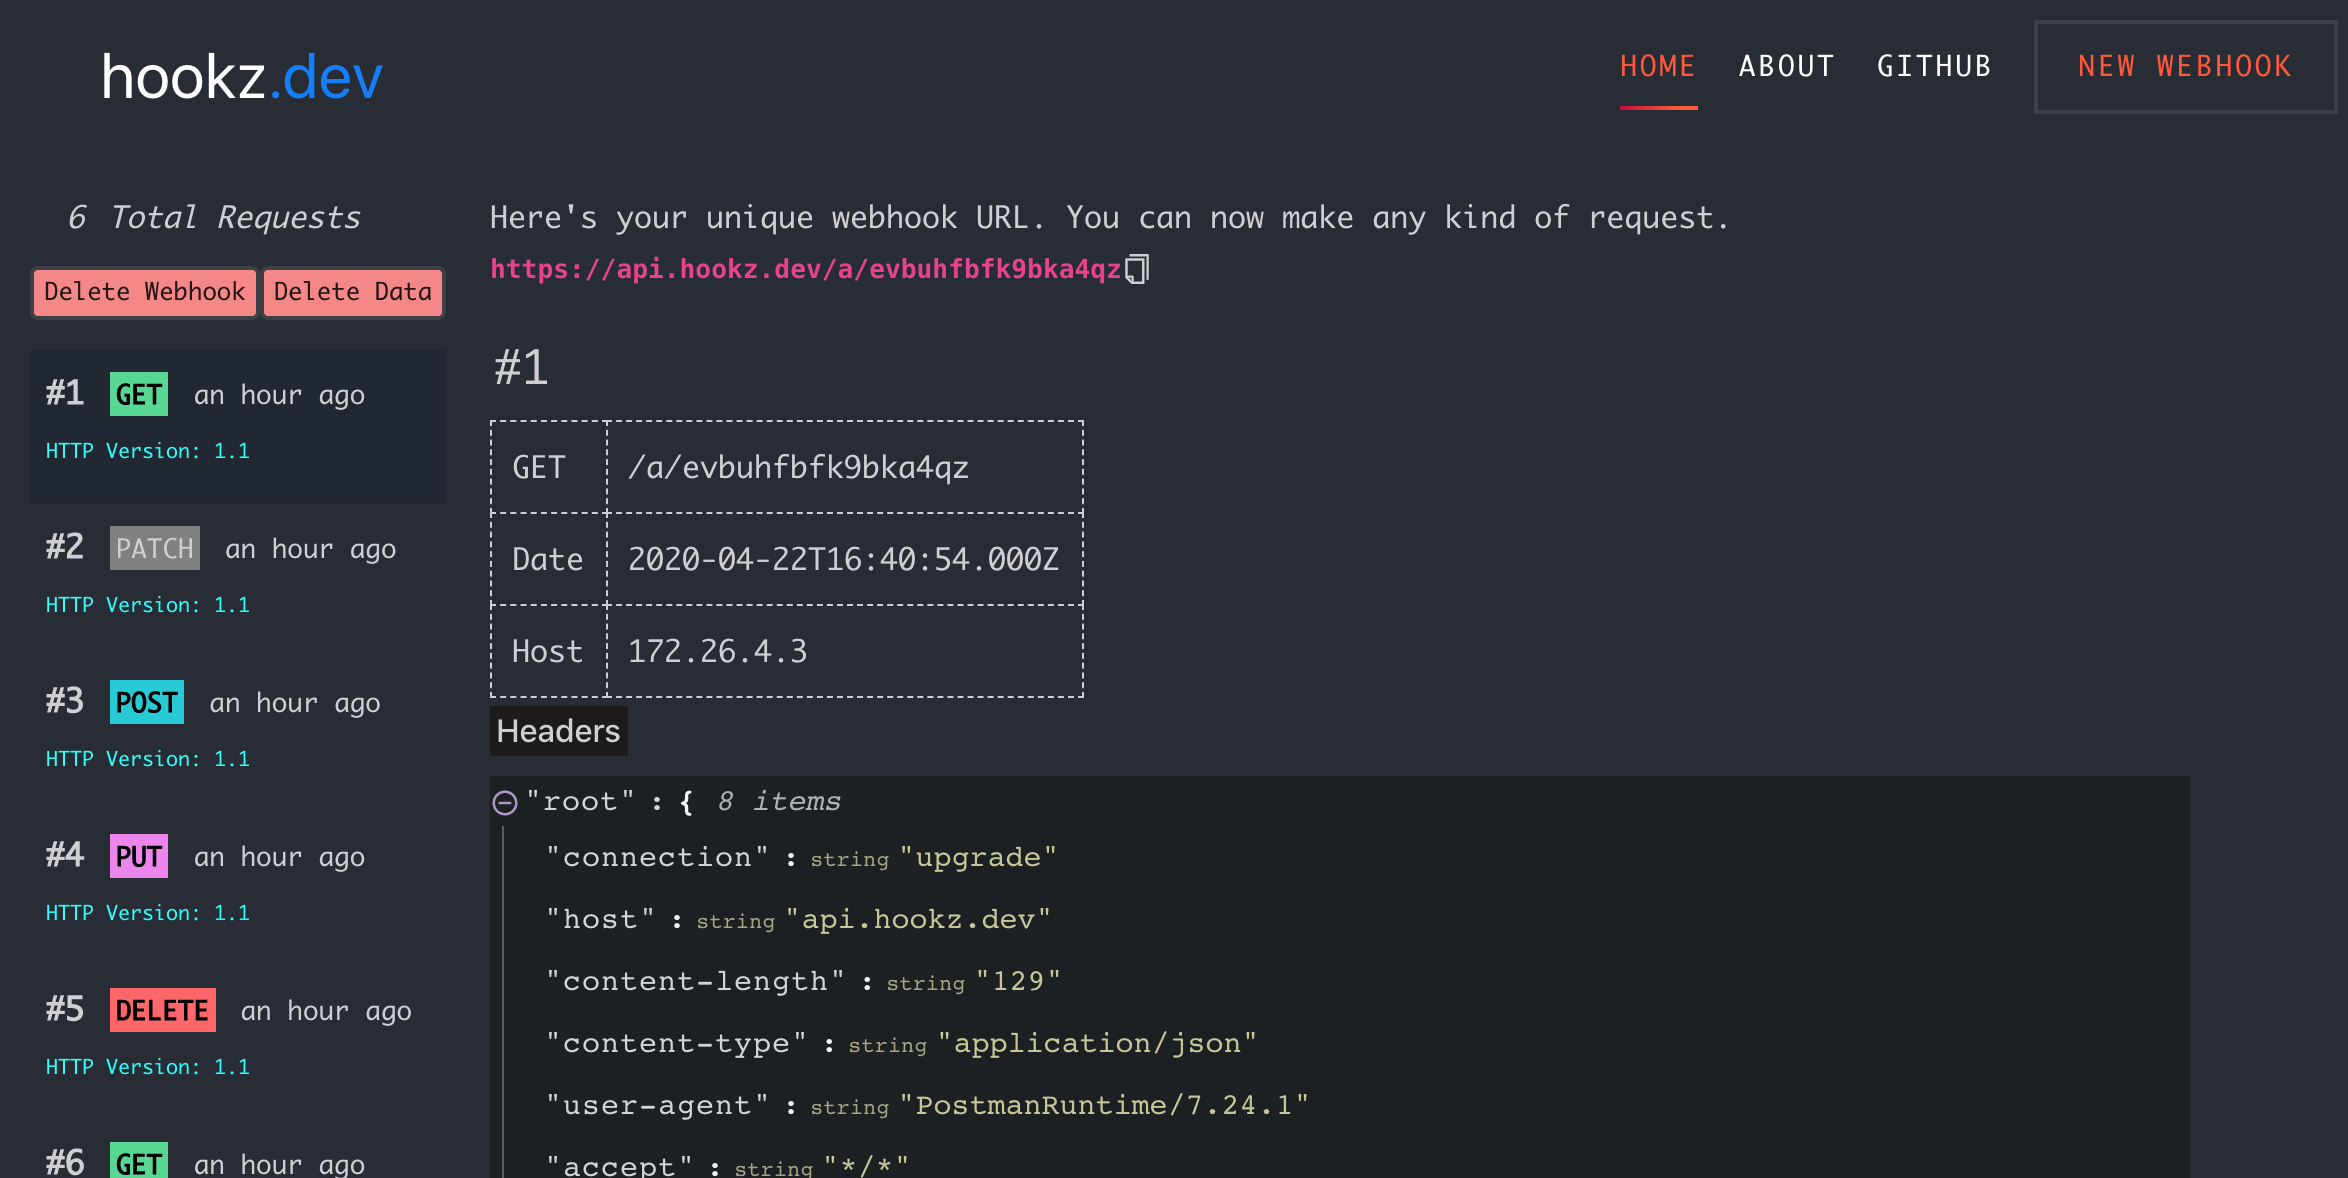 hookz.dev
HOME ABOUT GITHUB NEW WEBHOOK
6 Total Requests
Delete Webhook Delete Data
#1 GET an hour ago
HTTP Version: 1.1
#2 PATCH an hour ago
HTTP Version: 1.1
#3 POST an hour ago
HTTP Version: 1.1
#4 PUT an hour ago
HTTP Version: 1.1
#5 DELETE an hour ago
HTTP Version: 1.1
#6 GET an hour ago
Here's your unique webhook URL. You can now make any kind of request.
https://api.hookz.dev/a/evbuhfbfk9bka4qz
#1
GET /a/evbuhfbfk9bka4qz
Date 2020-04-22T16:40:54.000Z
Host 172.26.4.3
Headers
"root" : { 8 items
"connection" : string "upgrade"
"host" : string "api.hookz.dev"
"content-length" : string "129"
"content-type" : string "application/json"
"user-agent" : string "PostmanRuntime/7.24.1"
"accept" : string "*/*"